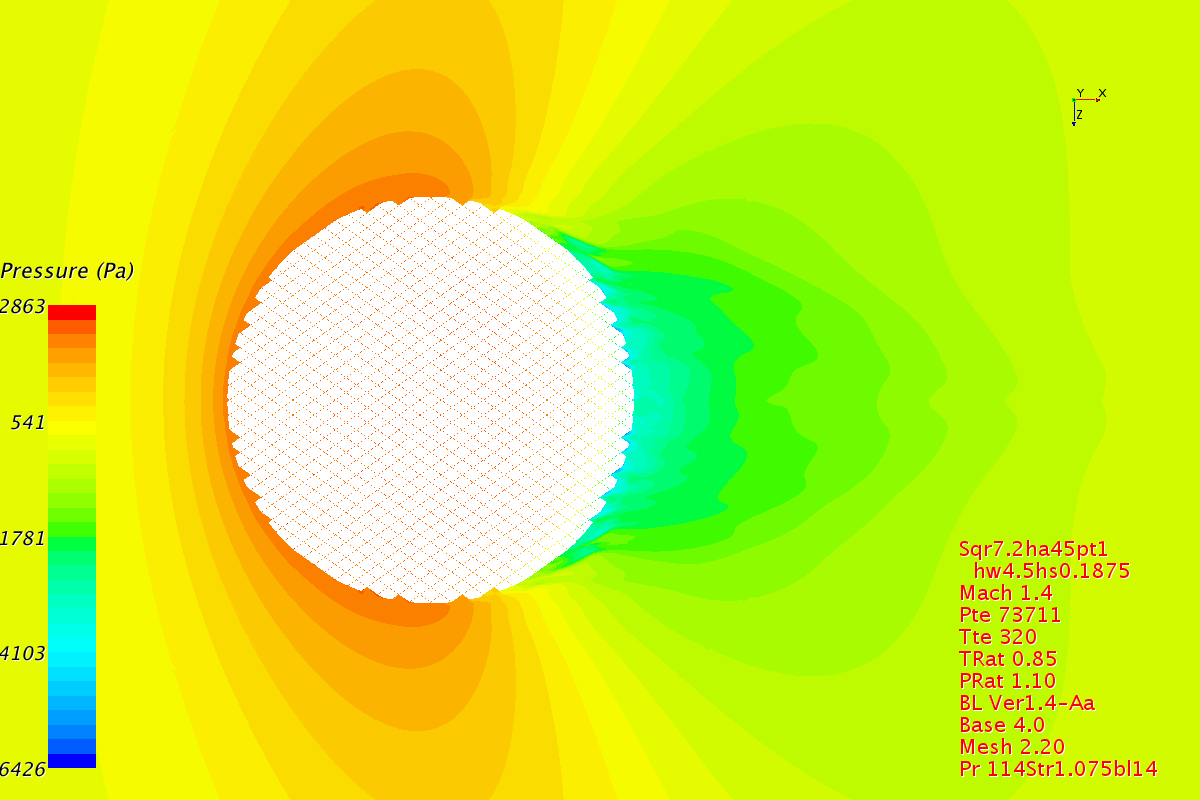 Y X
Z
Pressure (Pa)
2863
541
1781
4103
6426
Sqr7.2ha45pt1
hw4.5hs0.1875
Mach 1.4
Pte 73711
Tte 320
TRat 0.85
PRat 1.10
BL Ver1.4-Aa
Base 4.0
Mesh 2.20
Pr 114Str1.075bl14